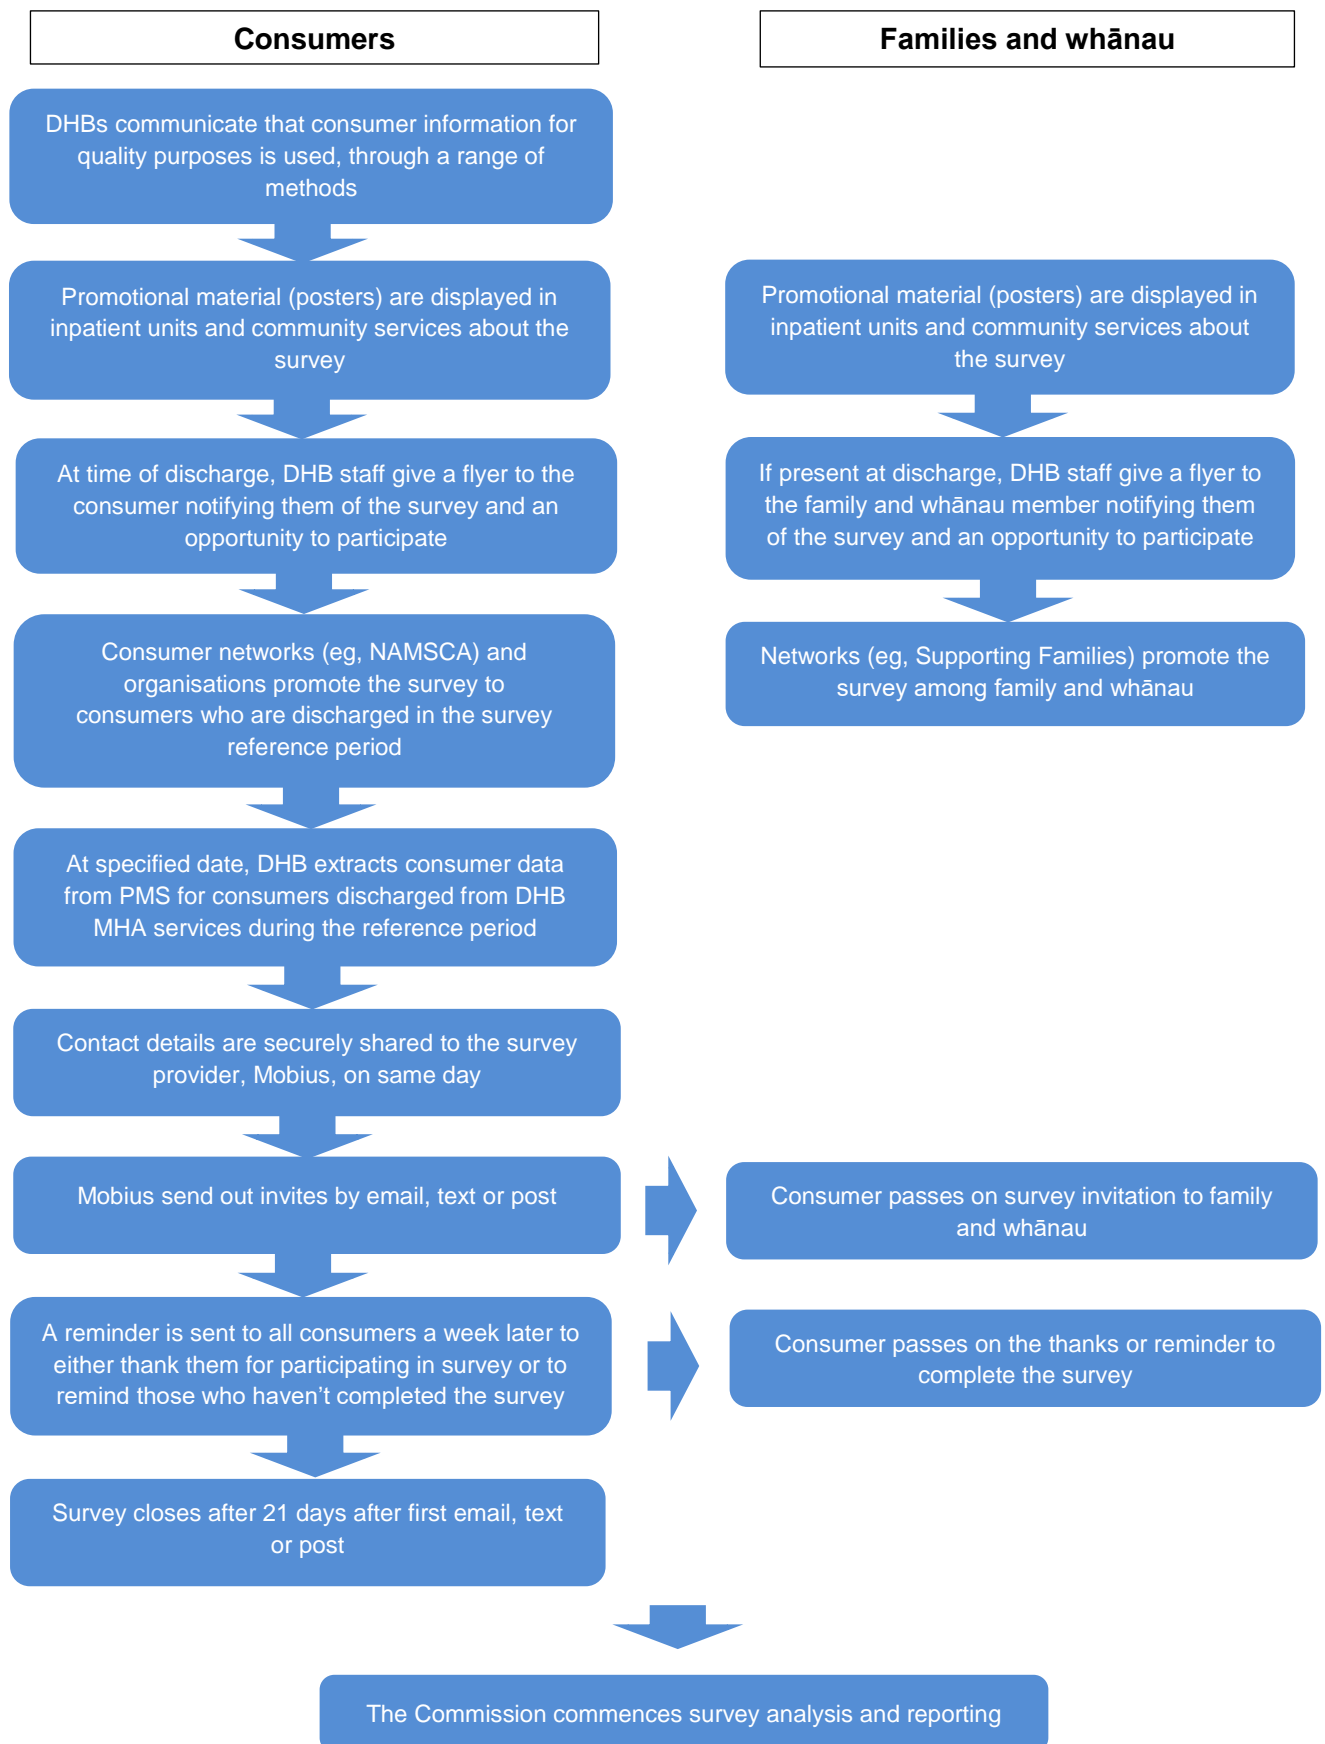 Consumers
Families and whānau
DHBs communicate that consumer information for
quality purposes is used, through a range of
methods
Promotional material (posters) are displayed in
inpatient units and community services about the
survey
Promotional material (posters) are displayed in
inpatient units and community services about
the survey
At time of discharge, DHB staff give a flyer to the
consumer notifying them of the survey and an
opportunity to participate
If present at discharge, DHB staff give a flyer to
the family and whānau member notifying them
of the survey and an opportunity to participate
Consumer networks (eg, NAMSCA) and
organisations promote the survey to
consumers who are discharged in the survey
reference period
Networks (eg, Supporting Families) promote the
survey among family and whānau
At specified date, DHB extracts consumer data
from PMS for consumers discharged from DHB
MHA services during the reference period
Contact details are securely shared to the survey
provider, Mobius, on same day
Mobius send out invites by email, text or post
Consumer passes on survey invitation to family
and whānau
A reminder is sent to all consumers a week later to
either thank them for participating in survey or to
remind those who haven’t completed the survey
Consumer passes on the thanks or reminder to
complete the survey
Survey closes after 21 days after first email, text
or post
The Commission commences survey analysis and reporting